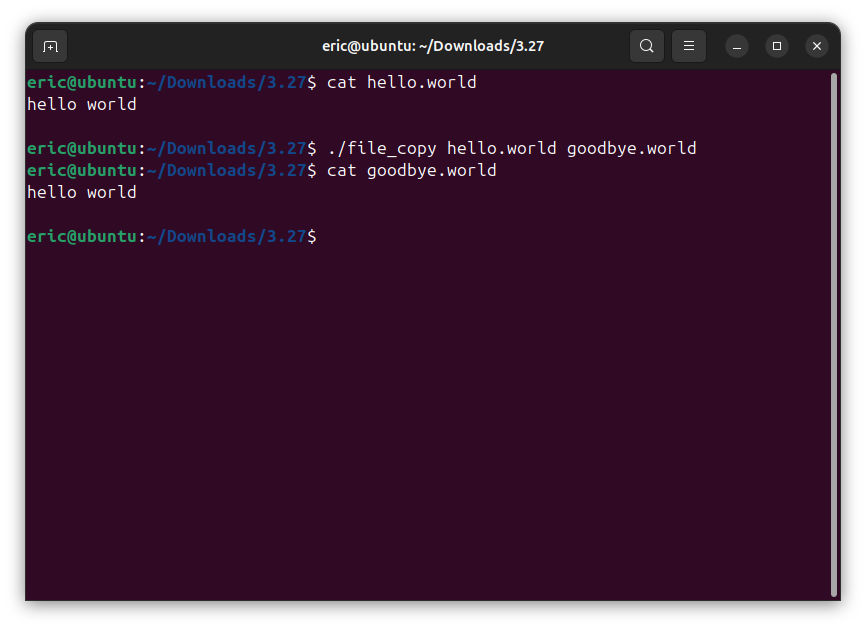 eric@ubuntu: ~/Downloads/3.27
eric@ubuntu:~/Downloads/3.27$ cat hello.world
hello world
eric@ubuntu:~/Downloads/3.27$ ./file_copy hello.world goodbye.world
eric@ubuntu:~/Downloads/3.27$ cat goodbye.world
hello world
eric@ubuntu:~/Downloads/3.27$